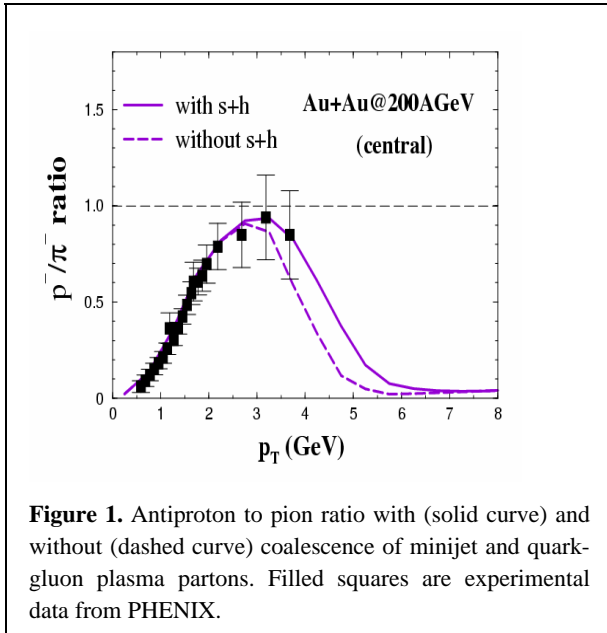 1.5
1.0
0.5
0
p⁻/π⁻ ratio
with s+h
without s+h
Au+Au@200AGeV
(central)
0 1 2 3 4 5 6 7 8
p_T (GeV)
Figure 1. Antiproton to pion ratio with (solid curve) and
without (dashed curve) coalescence of minijet and quark-
gluon plasma partons. Filled squares are experimental
data from PHENIX.